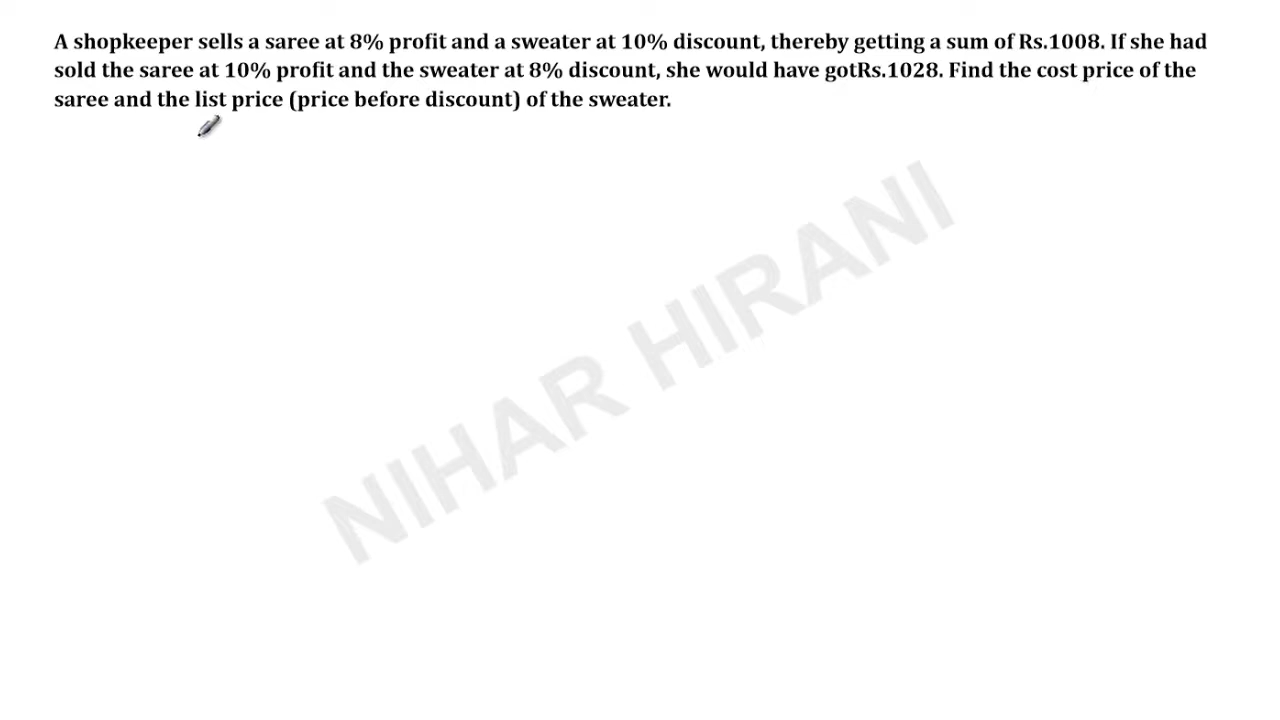 A shopkeeper sells a saree at 8% profit and a sweater at 10% discount, thereby getting a sum of Rs.1008. If she had
sold the saree at 10% profit and the sweater at 8% discount, she would have gotRs.1028. Find the cost price of the
saree and the list price (price before discount) of the sweater.
NIHAR HIRANI